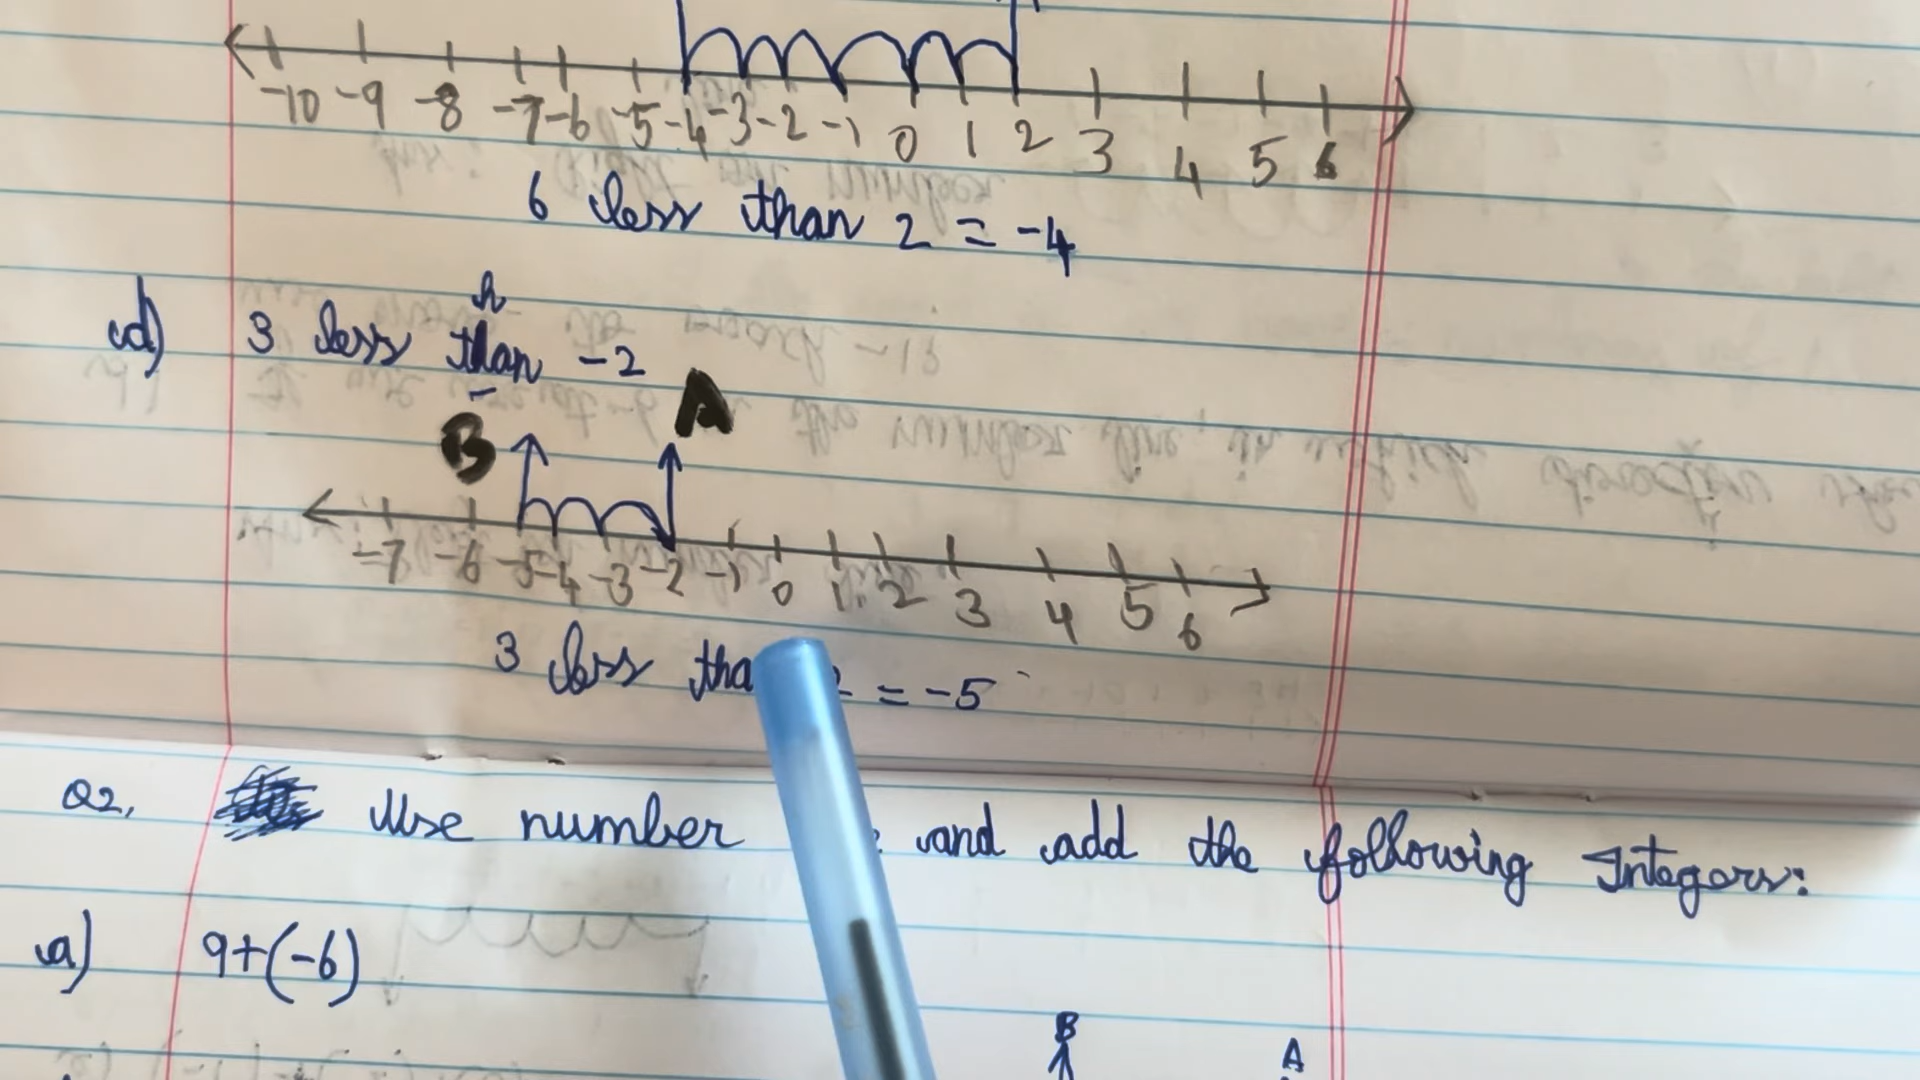 -10 -9 -8 -7 -6 -5 -4 -3 -2 -1 0 1 2 3 4 5 6
6 less than 2 = -4
d) 3 less than -2
B A
-7 -6 -5 -4 -3 -2 -1 0 1 2 3 4 5 6
3 less = -5
Q2. Use number and add the following Integers:
a) 9+(-6)
B
A